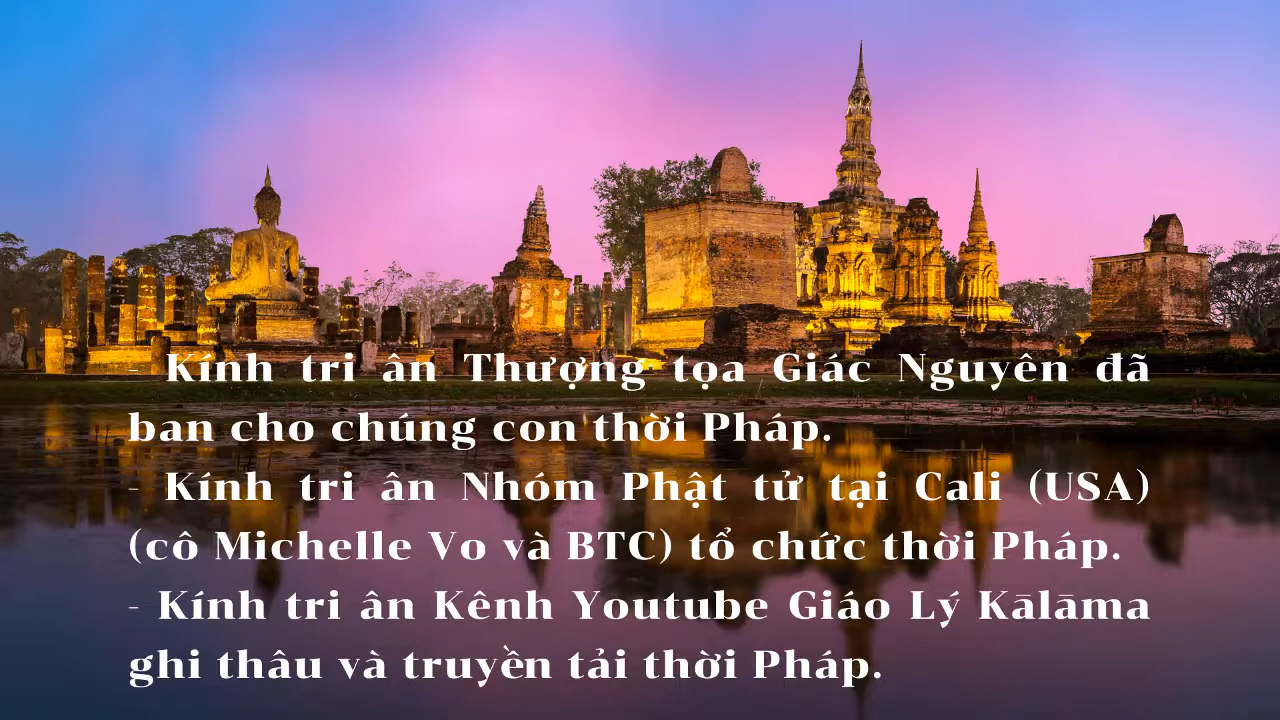 - Kính tri ân Thượng tọa Giác Nguyên đã
ban cho chúng con thời Pháp.
- Kính tri ân Nhóm Phật tử tại Cali (USA)
(cô Michelle Vo và BTC) tổ chức thời Pháp.
- Kính tri ân Kênh Youtube Giáo Lý Kālāma
ghi thâu và truyền tải thời Pháp.